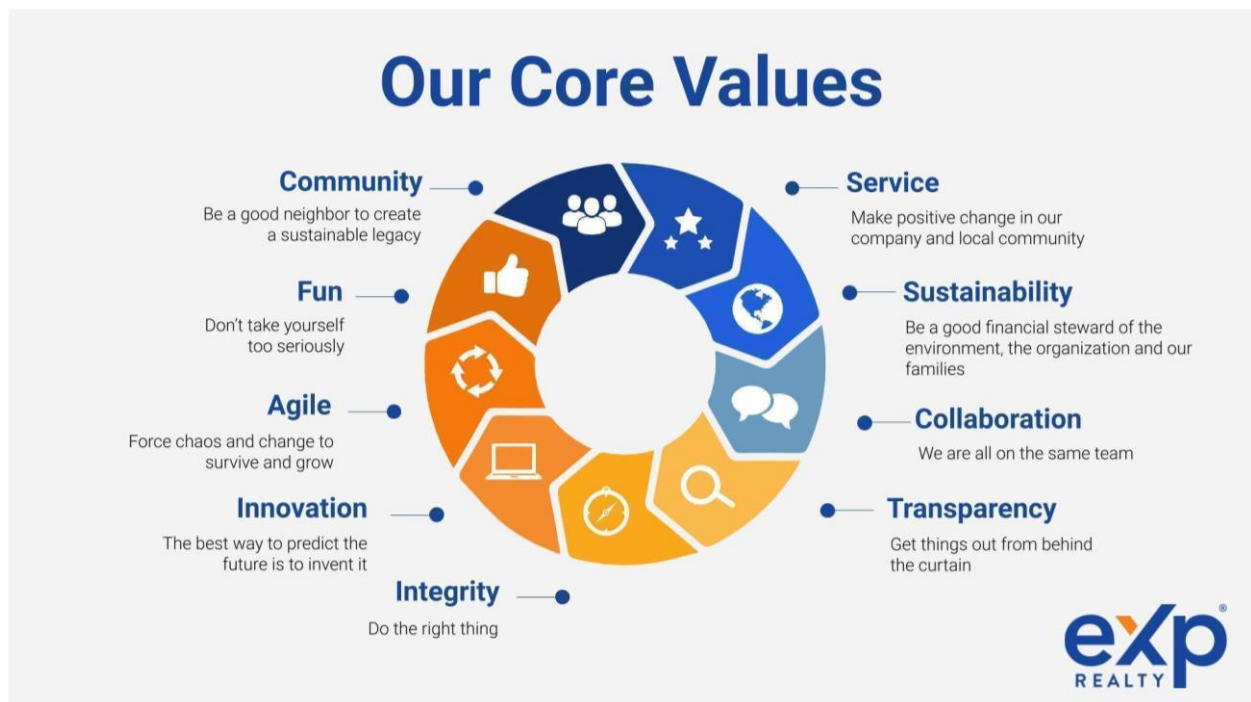 Our Core Values
Community
Be a good neighbor to create
a sustainable legacy
Fun
Don't take yourself
too seriously
Agile
Force chaos and change to
survive and grow
Innovation
The best way to predict the
future is to invent it
Integrity
Do the right thing
Service
Make positive change in our
company and local community
Sustainability
Be a good financial steward of the
environment, the organization and our
families
Collaboration
We are all on the same team
Transparency
Get things out from behind
the curtain
eXp®
REALTY